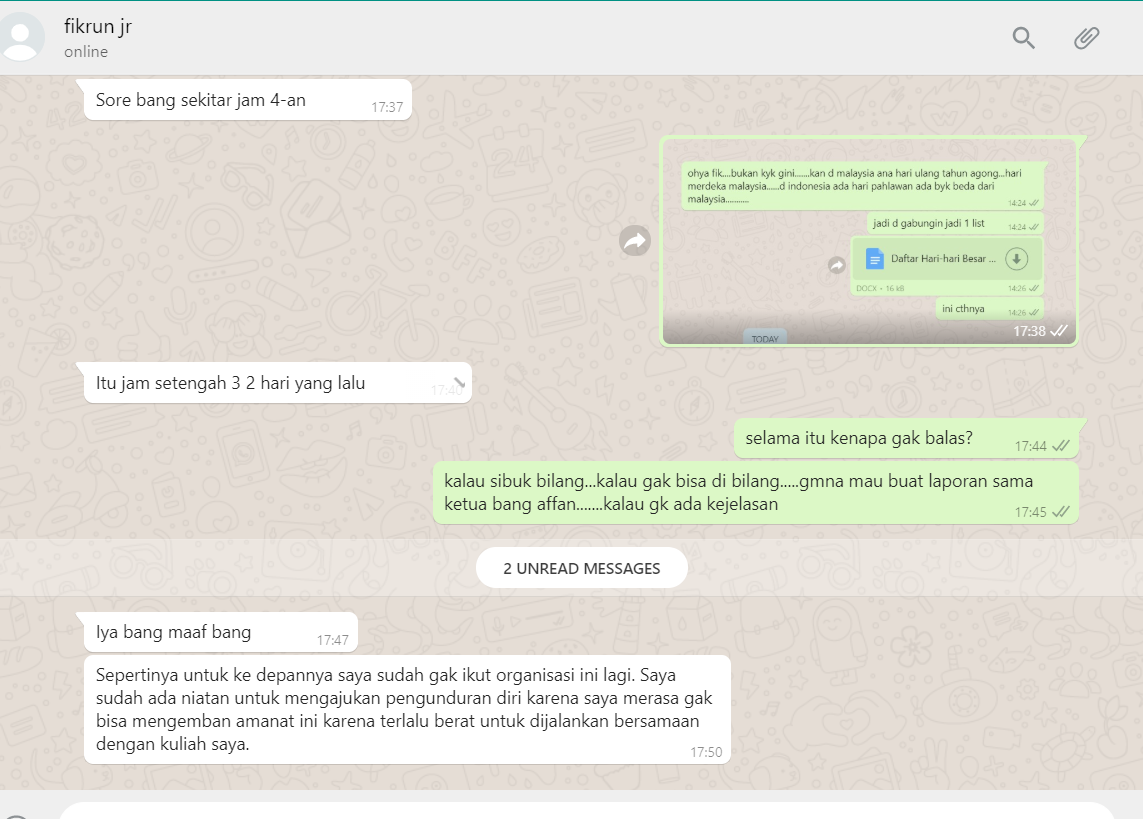 fikrun jr
online
Sore bang sekitar jam 4-an
17:37
ohya fik....bukan kyk gini.......kan d malaysia ana hari ulang tahun agong...hari
merdeka malaysia......d indonesia ada hari pahlawan ada byk beda dari
malaysia..........
14:24
jadi d gabungin jadi 1 list
14:24
Daftar Hari-hari Besar ...
DOCX • 16 kB
14:26
ini cthnya
14:26
17:38
TODAY
Itu jam setengah 3 2 hari yang lalu
17:40
selama itu kenapa gak balas?
17:44
kalau sibuk bilang...kalau gak bisa di bilang.....gmna mau buat laporan sama
ketua bang affan.......kalau gk ada kejelasan
17:45
2 UNREAD MESSAGES
Iya bang maaf bang
17:47
Sepertinya untuk ke depannya saya sudah gak ikut organisasi ini lagi. Saya
sudah ada niatan untuk mengajukan pengunduran diri karena saya merasa gak
bisa mengemban amanat ini karena terlalu berat untuk dijalankan bersamaan
dengan kuliah saya.
17:50